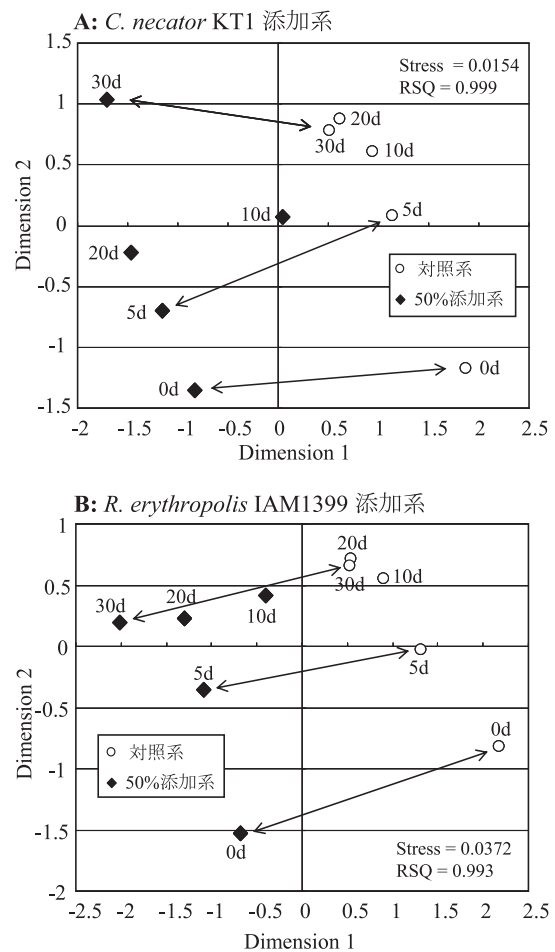 A: C. necator KT1 添加系
1.5
Stress = 0.0154
RSQ = 0.999
30d
1
20d
30d
10d
0.5
Dimension 2
10d
5d
0
20d
対照系
-0.5
5d
50%添加系
-1
0d
0d
-1.5
-2 -1.5 -1 -0.5 0 0.5 1 1.5 2 2.5
Dimension 1
B: R. erythropolis IAM1399 添加系
1
20d
30d
10d
0.5
30d
20d
10d
0
5d
5d
Dimension 2
-0.5
0d
対照系
50%添加系
-1
-1.5
0d
Stress = 0.0372
RSQ = 0.993
-2
-2.5 -2 -1.5 -1 -0.5 0 0.5 1 1.5 2 2.5
Dimension 1